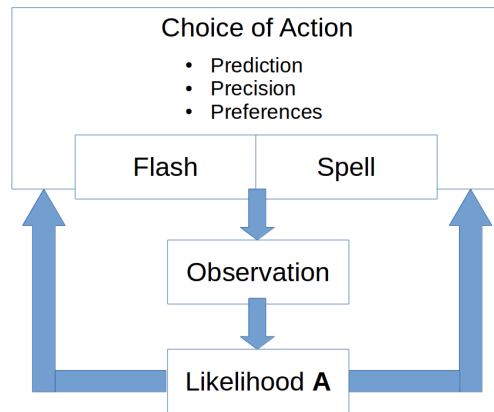 Choice of Action
• Prediction
• Precision
• Preferences
Flash
Spell
Observation
Likelihood A